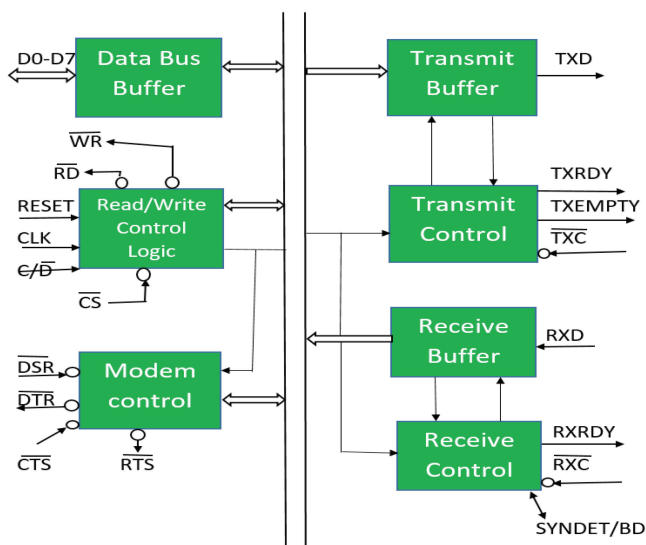 D0-D7
Data Bus
Buffer
WR
RD
RESET
CLK
C/D
Read/Write
Control
Logic
CS
DSR
DTR
CTS
Modem
control
RTS
Transmit
Buffer
TXD
Transmit
Control
TXRDY
TXEMPTY
TXC
Receive
Buffer
RXD
Receive
Control
RXRDY
RXC
SYNDET/BD